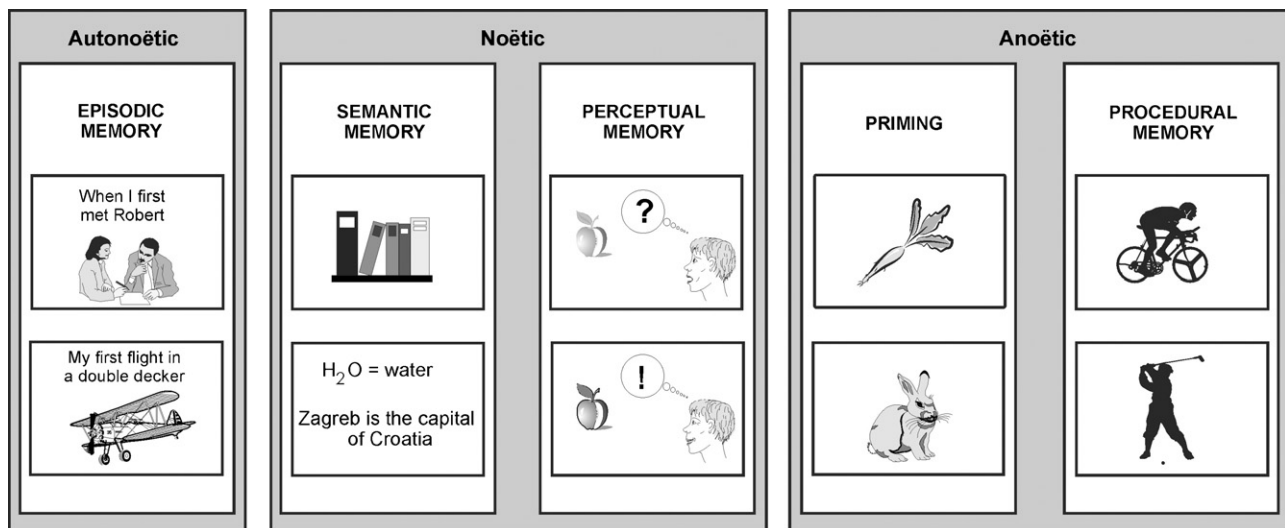 Autonoëtic
Noëtic
Anoëtic
EPISODIC
MEMORY
SEMANTIC
MEMORY
PERCEPTUAL
MEMORY
PRIMING
PROCEDURAL
MEMORY
When I first
met Robert
?
My first flight in
a double decker
H₂O = water
Zagreb is the capital
of Croatia
!